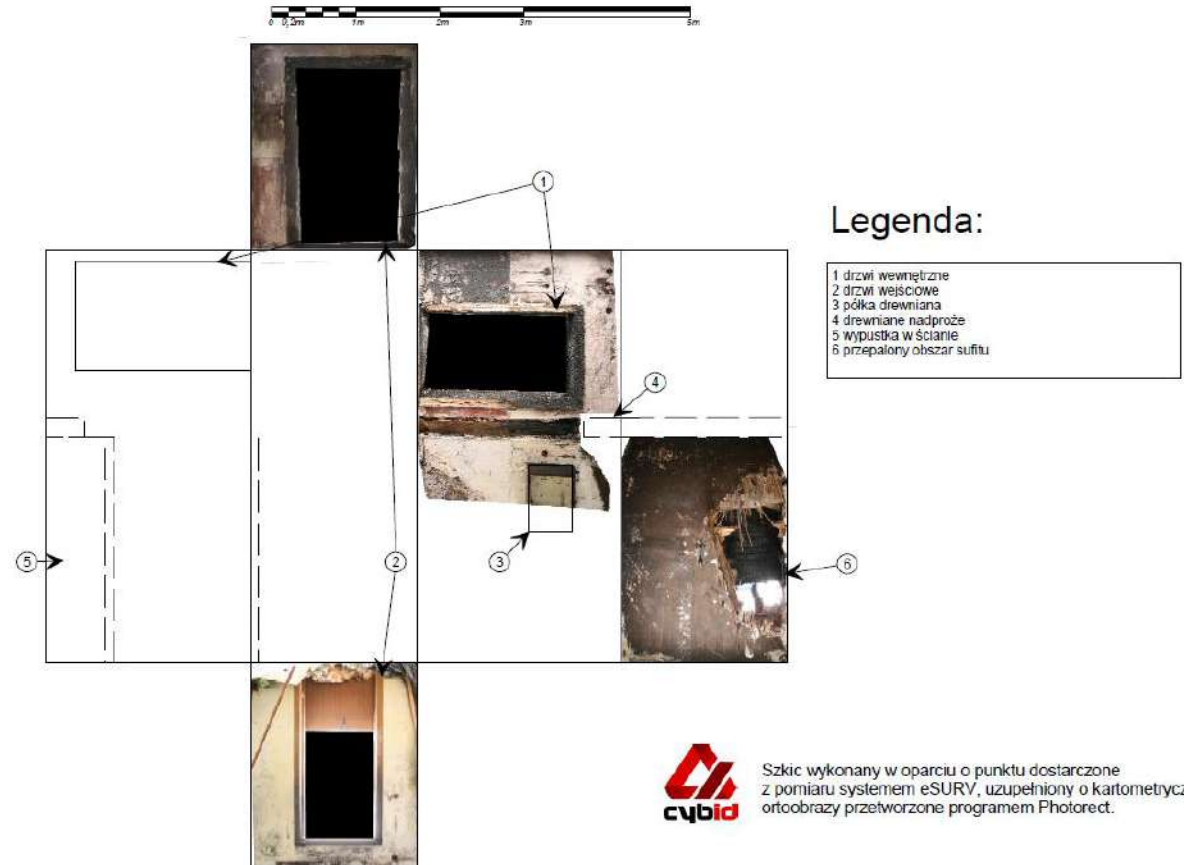 0 0,2m 1m 2m 3m 5m
1
Legenda:
1 drzwi wewnętrzne
2 drzwi wejściowe
3 półka drewniana
4 drewniane nadproże
5 wypustka w ścianie
6 przepalony obszar sufitu
4
5
2
3
6
cybid
Szkic wykonany w oparciu o punktu dostarczone
z pomiaru systemem eSURV, uzupełniony o kartometrycz
ortoobrazy przetworzone programem Photorect.